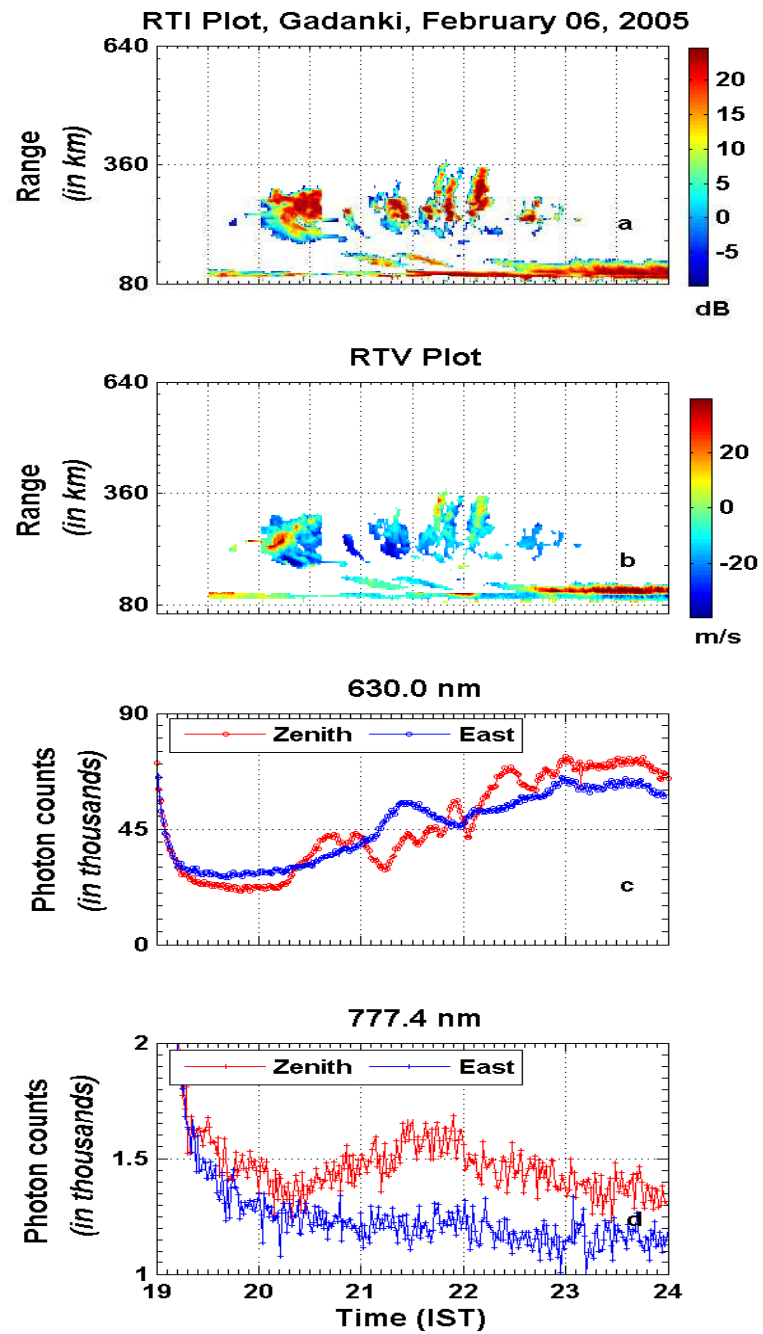 RTI Plot, Gadanki, February 06, 2005
640
360
80
Range
(in km)
a
20
15
10
5
0
-5
dB
RTV Plot
640
360
80
Range
(in km)
b
20
0
-20
m/s
630.0 nm
90
45
0
Photon counts
(in thousands)
Zenith East
c
777.4 nm
2
1.5
1
Photon counts
(in thousands)
Zenith East
d
19 20 21 22 23 24
Time (IST)